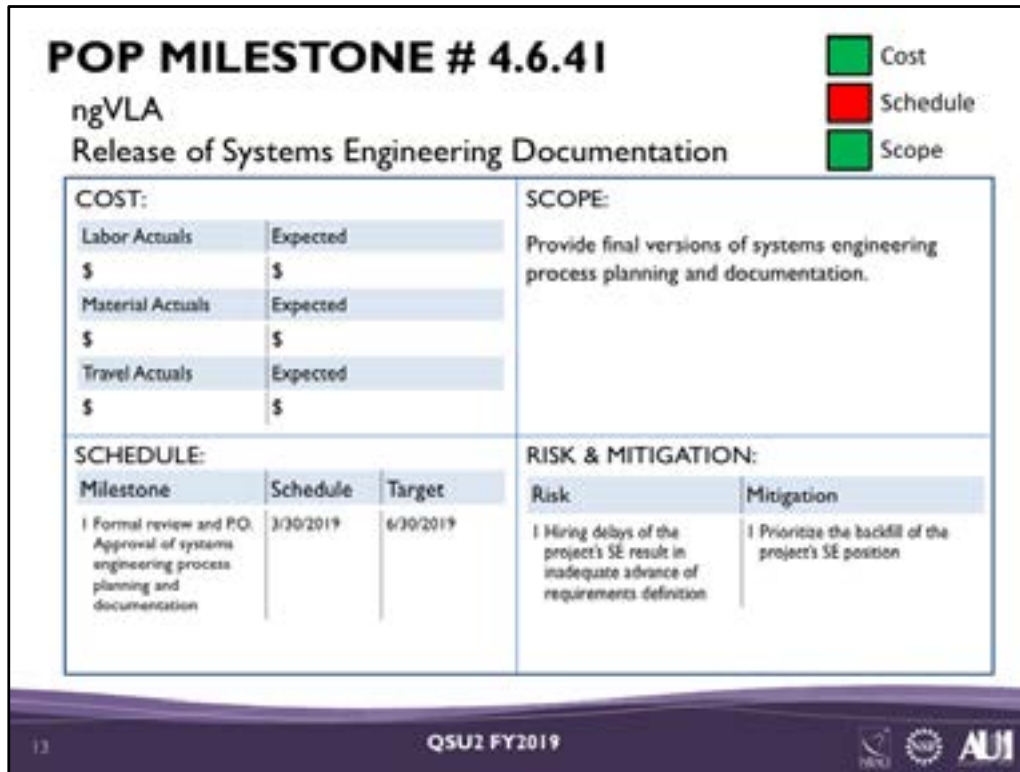 POP MILESTONE # 4.6.41
Cost
Schedule
Scope
ngVLA
Release of Systems Engineering Documentation
COST:
Labor Actuals Expected
$ $
Material Actuals Expected
$ $
Travel Actuals Expected
$ $
SCOPE:
Provide final versions of systems engineering
process planning and documentation.
SCHEDULE:
Milestone Schedule Target
1 Formal review and P.O. 3/30/2019 6/30/2019
Approval of systems
engineering process
planning and
documentation
RISK & MITIGATION:
Risk Mitigation
1 Hiring delays of the 1 Prioritize the backfill of the
project's SE result in project's SE position
inadequate advance of
requirements definition
13
QSU2 FY2019
NRAO
NSF
AUI